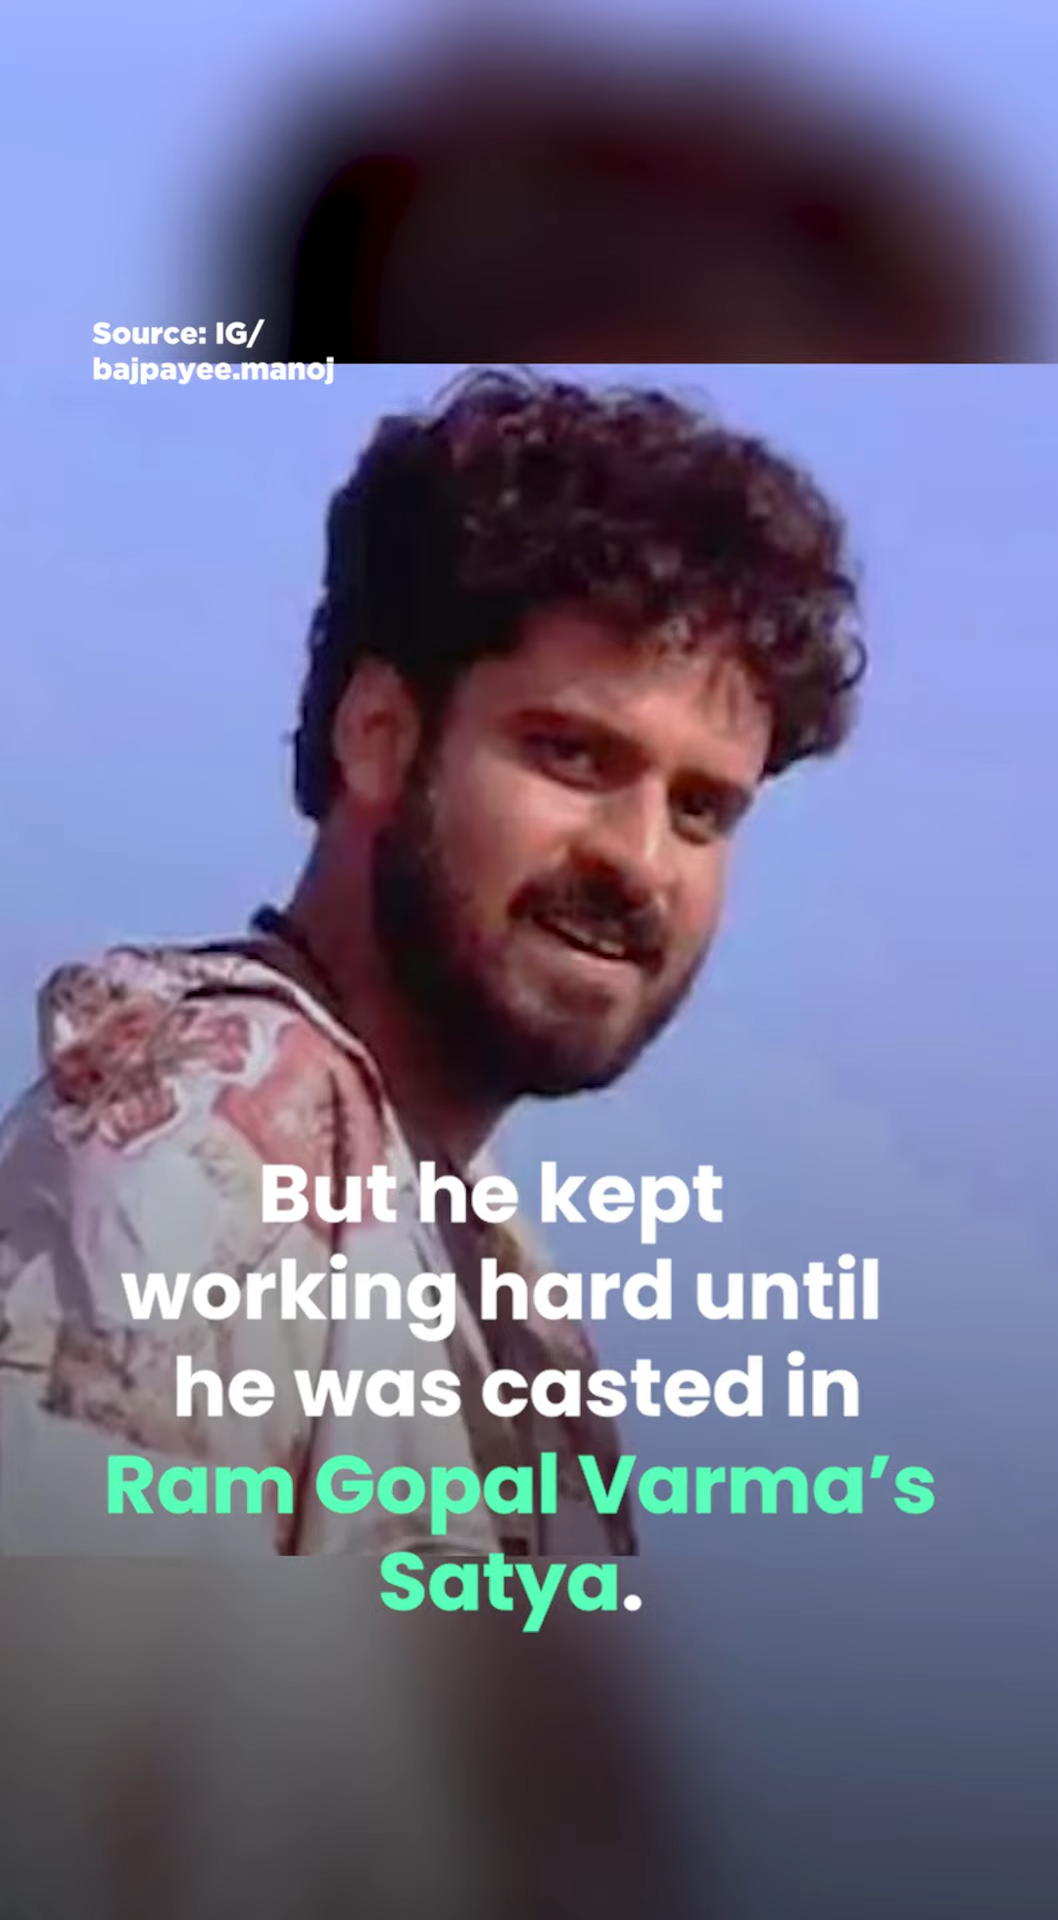 Source: IG/
bajpayee.manoj
But he kept
working hard until
he was casted in
Ram Gopal Varma’s
Satya.